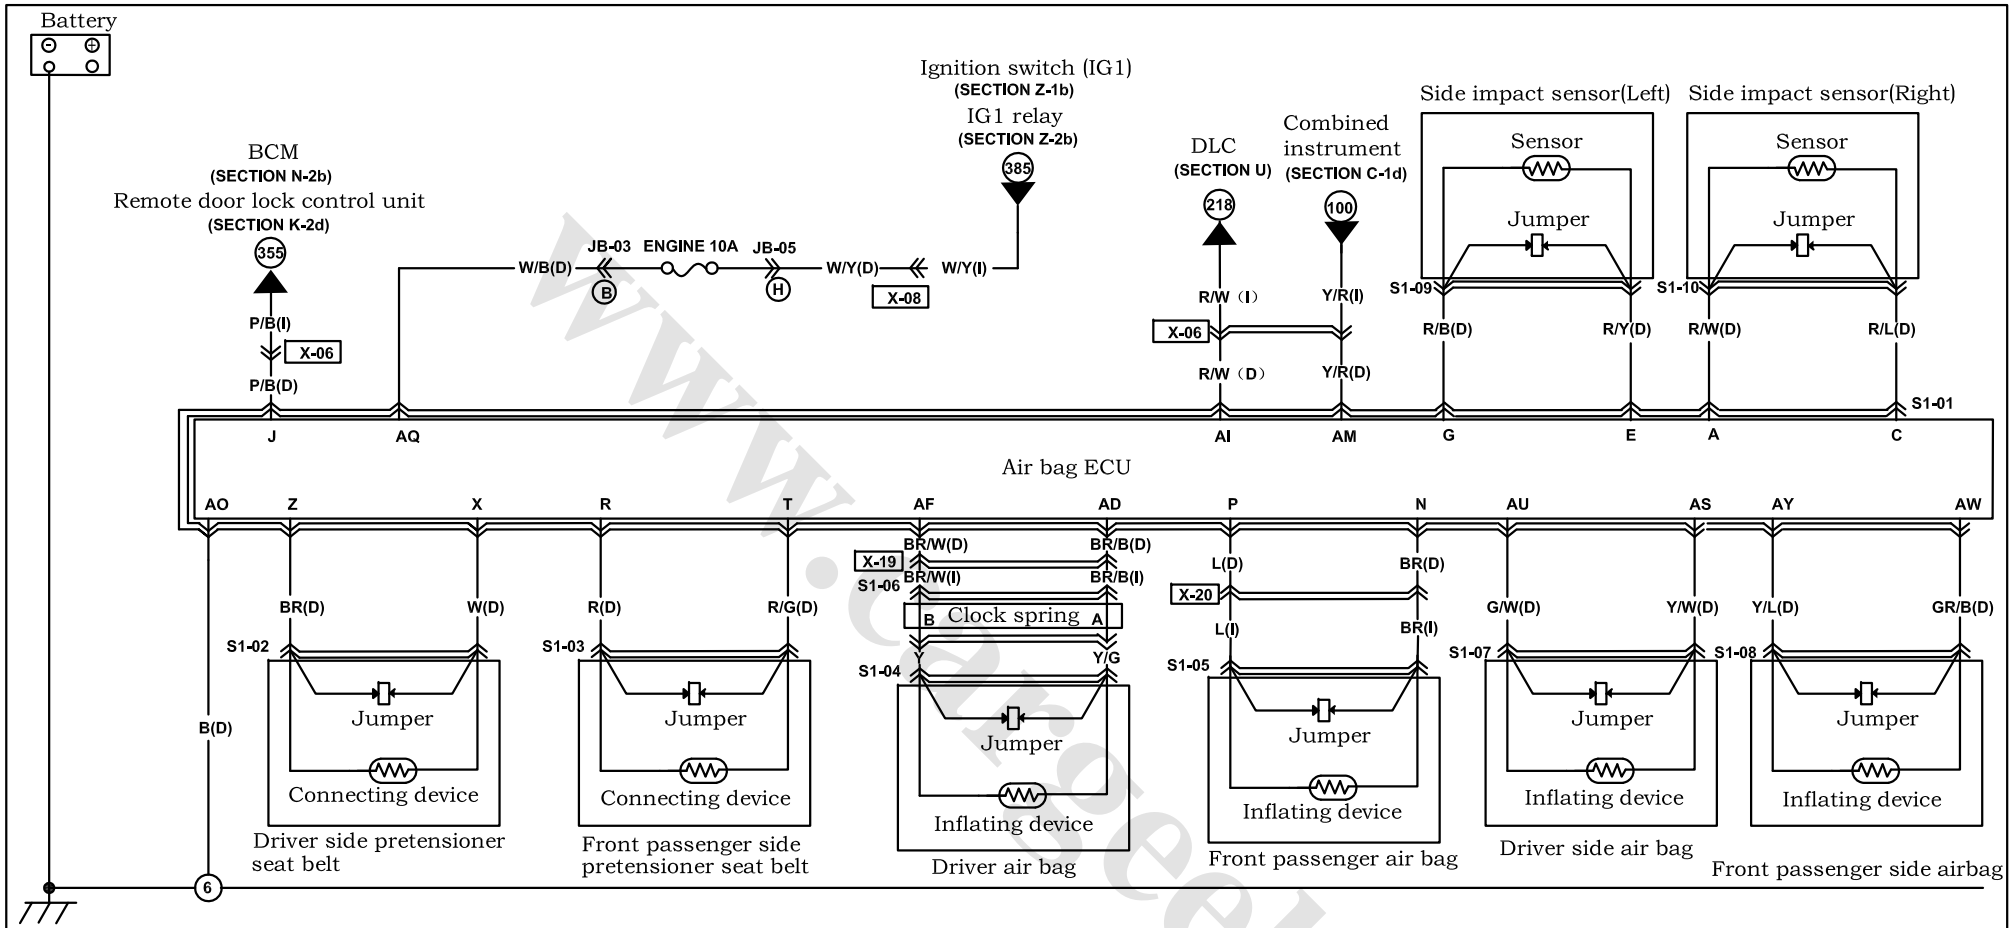 Battery
Ignition switch (IG1)
(SECTION Z-1b)
IG1 relay
(SECTION Z-2b)
385
BCM
(SECTION N-2b)
Remote door lock control unit
(SECTION K-2d)
355
DLC
(SECTION U)
218
Combined
instrument
(SECTION C-1d)
100
Side impact sensor(Left)
Sensor
Jumper
Side impact sensor(Right)
Sensor
Jumper
JB-03 ENGINE 10A JB-05
W/B(D) W/Y(D) W/Y(I)
B H X-08
P/B(I)
X-06
P/B(D)
R/W (I) Y/R(I)
X-06
R/W (D) Y/R(D)
S1-09 S1-10
R/B(D) R/Y(D) R/W(D) R/L(D)
S1-01
J AQ AI AM G E A C
Air bag ECU
AO Z X R T AF AD P N AU AS AY AW
BR/W(D) BR/B(D)
X-19
L(D) BR(D)
S1-06 BR/W(I) BR/B(I)
X-20
BR(D) W(D) R(D) R/G(D) G/W(D) Y/W(D) Y/L(D) GR/B(D)
B Clock spring A
L(I) BR(I)
S1-02 S1-03 Y Y/G S1-07 S1-08
S1-04 S1-05
B(D)
Jumper Jumper Jumper Jumper Jumper Jumper
Connecting device
Driver side pretensioner
seat belt
Connecting device
Front passenger side
pretensioner seat belt
Inflating device
Driver air bag
Inflating device
Front passenger air bag
Inflating device
Driver side air bag
Inflating device
Front passenger side airbag
6
www.cargeek